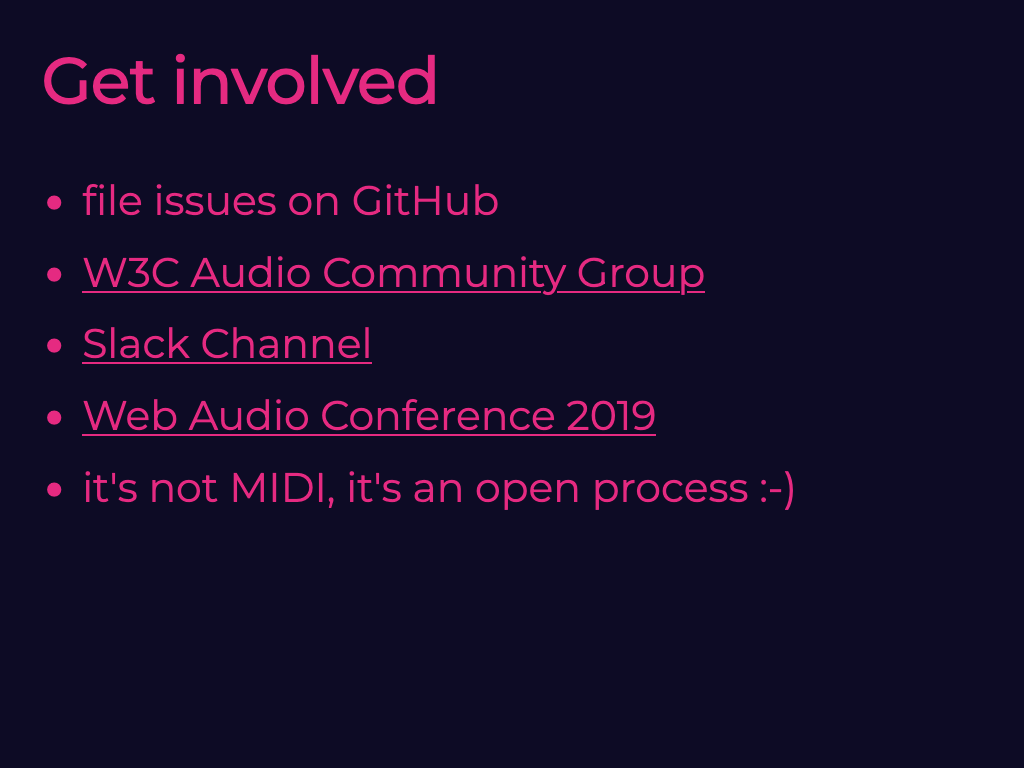 Get involved
• file issues on GitHub
• W3C Audio Community Group
• Slack Channel
• Web Audio Conference 2019
• it's not MIDI, it's an open process :-)